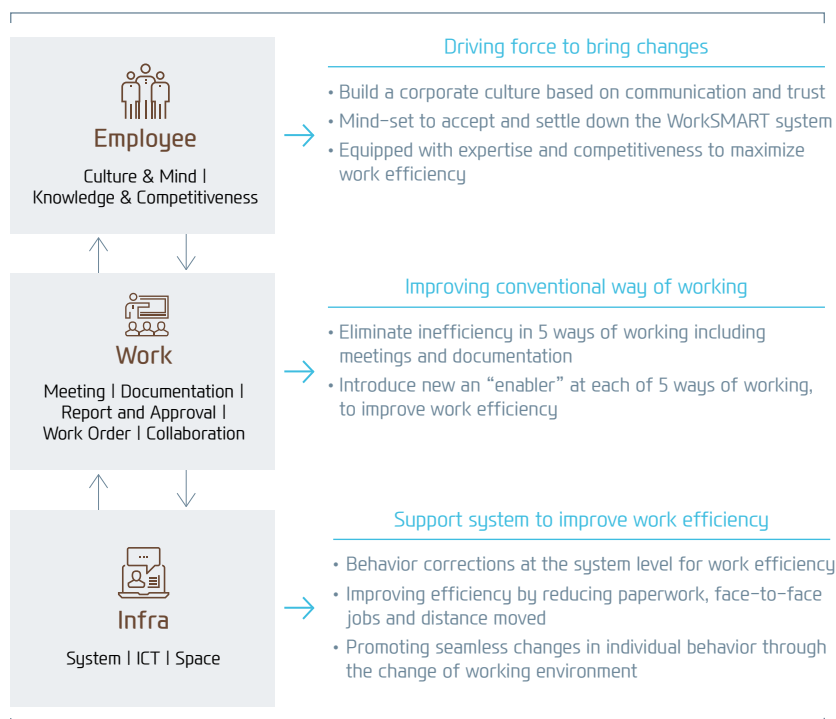 Employee
Culture & Mind |
Knowledge & Competitiveness
Driving force to bring changes
• Build a corporate culture based on communication and trust
• Mind-set to accept and settle down the WorkSMART system
• Equipped with expertise and competitiveness to maximize
work efficiency
Work
Meeting | Documentation |
Report and Approval |
Work Order | Collaboration
Improving conventional way of working
• Eliminate inefficiency in 5 ways of working including
meetings and documentation
• Introduce new an “enabler” at each of 5 ways of working,
to improve work efficiency
Infra
System | ICT | Space
Support system to improve work efficiency
• Behavior corrections at the system level for work efficiency
• Improving efficiency by reducing paperwork, face-to-face
jobs and distance moved
• Promoting seamless changes in individual behavior through
the change of working environment